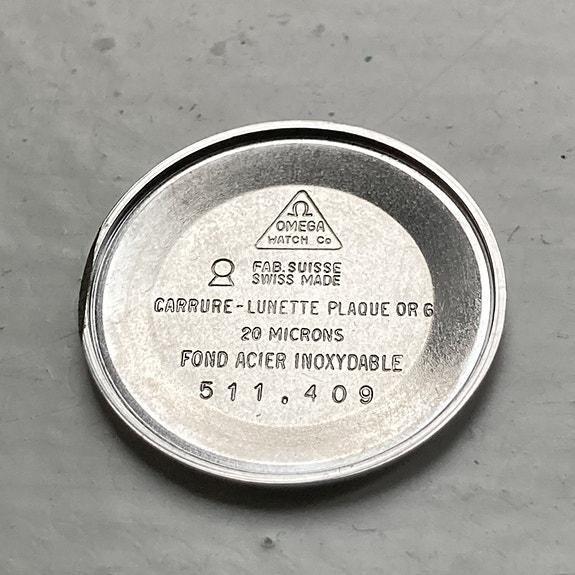 Ω
OMEGA
WATCH Co
FAB. SUISSE
SWISS MADE
CARRURE-LUNETTE PLAQUE OR G
20 MICRONS
FOND ACIER INOXYDABLE
511.409